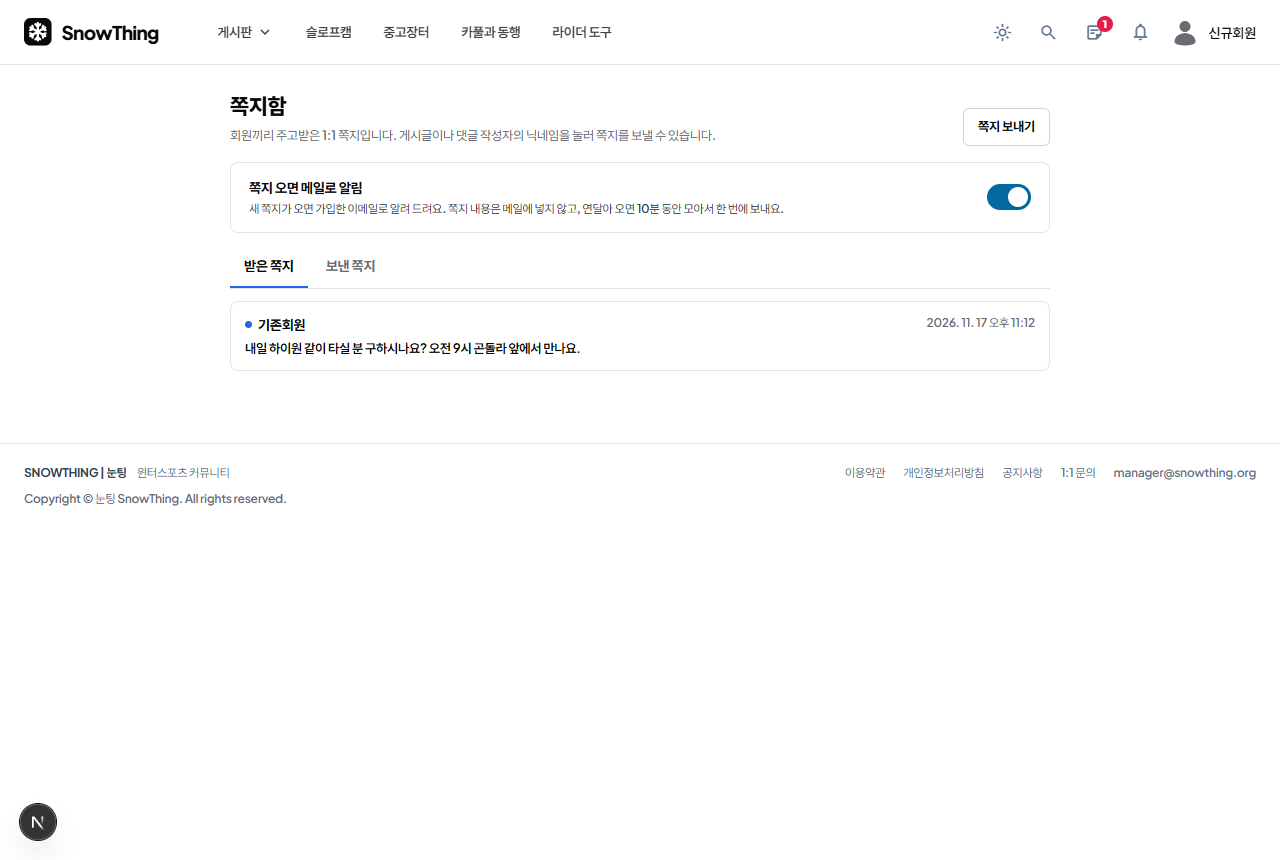 SnowThing 게시판 슬로프캠 중고장터 카풀과 동행 라이더 도구 1 신규회원
쪽지함
회원끼리 주고받은 1:1 쪽지입니다. 게시글이나 댓글 작성자의 닉네임을 눌러 쪽지를 보낼 수 있습니다.
쪽지 보내기
쪽지 오면 메일로 알림
새 쪽지가 오면 가입한 이메일로 알려 드려요. 쪽지 내용은 메일에 넣지 않고, 연달아 오면 10분 동안 모아서 한 번에 보내요.
받은 쪽지 보낸 쪽지
기존회원 2026. 11. 17 오후 11:12
내일 하이원 같이 타실 분 구하시나요? 오전 9시 곤돌라 앞에서 만나요.
SNOWTHING | 눈팅 윈터스포츠 커뮤니티 이용약관 개인정보처리방침 공지사항 1:1 문의 manager@snowthing.org
Copyright © 눈팅 SnowThing. All rights reserved.
N